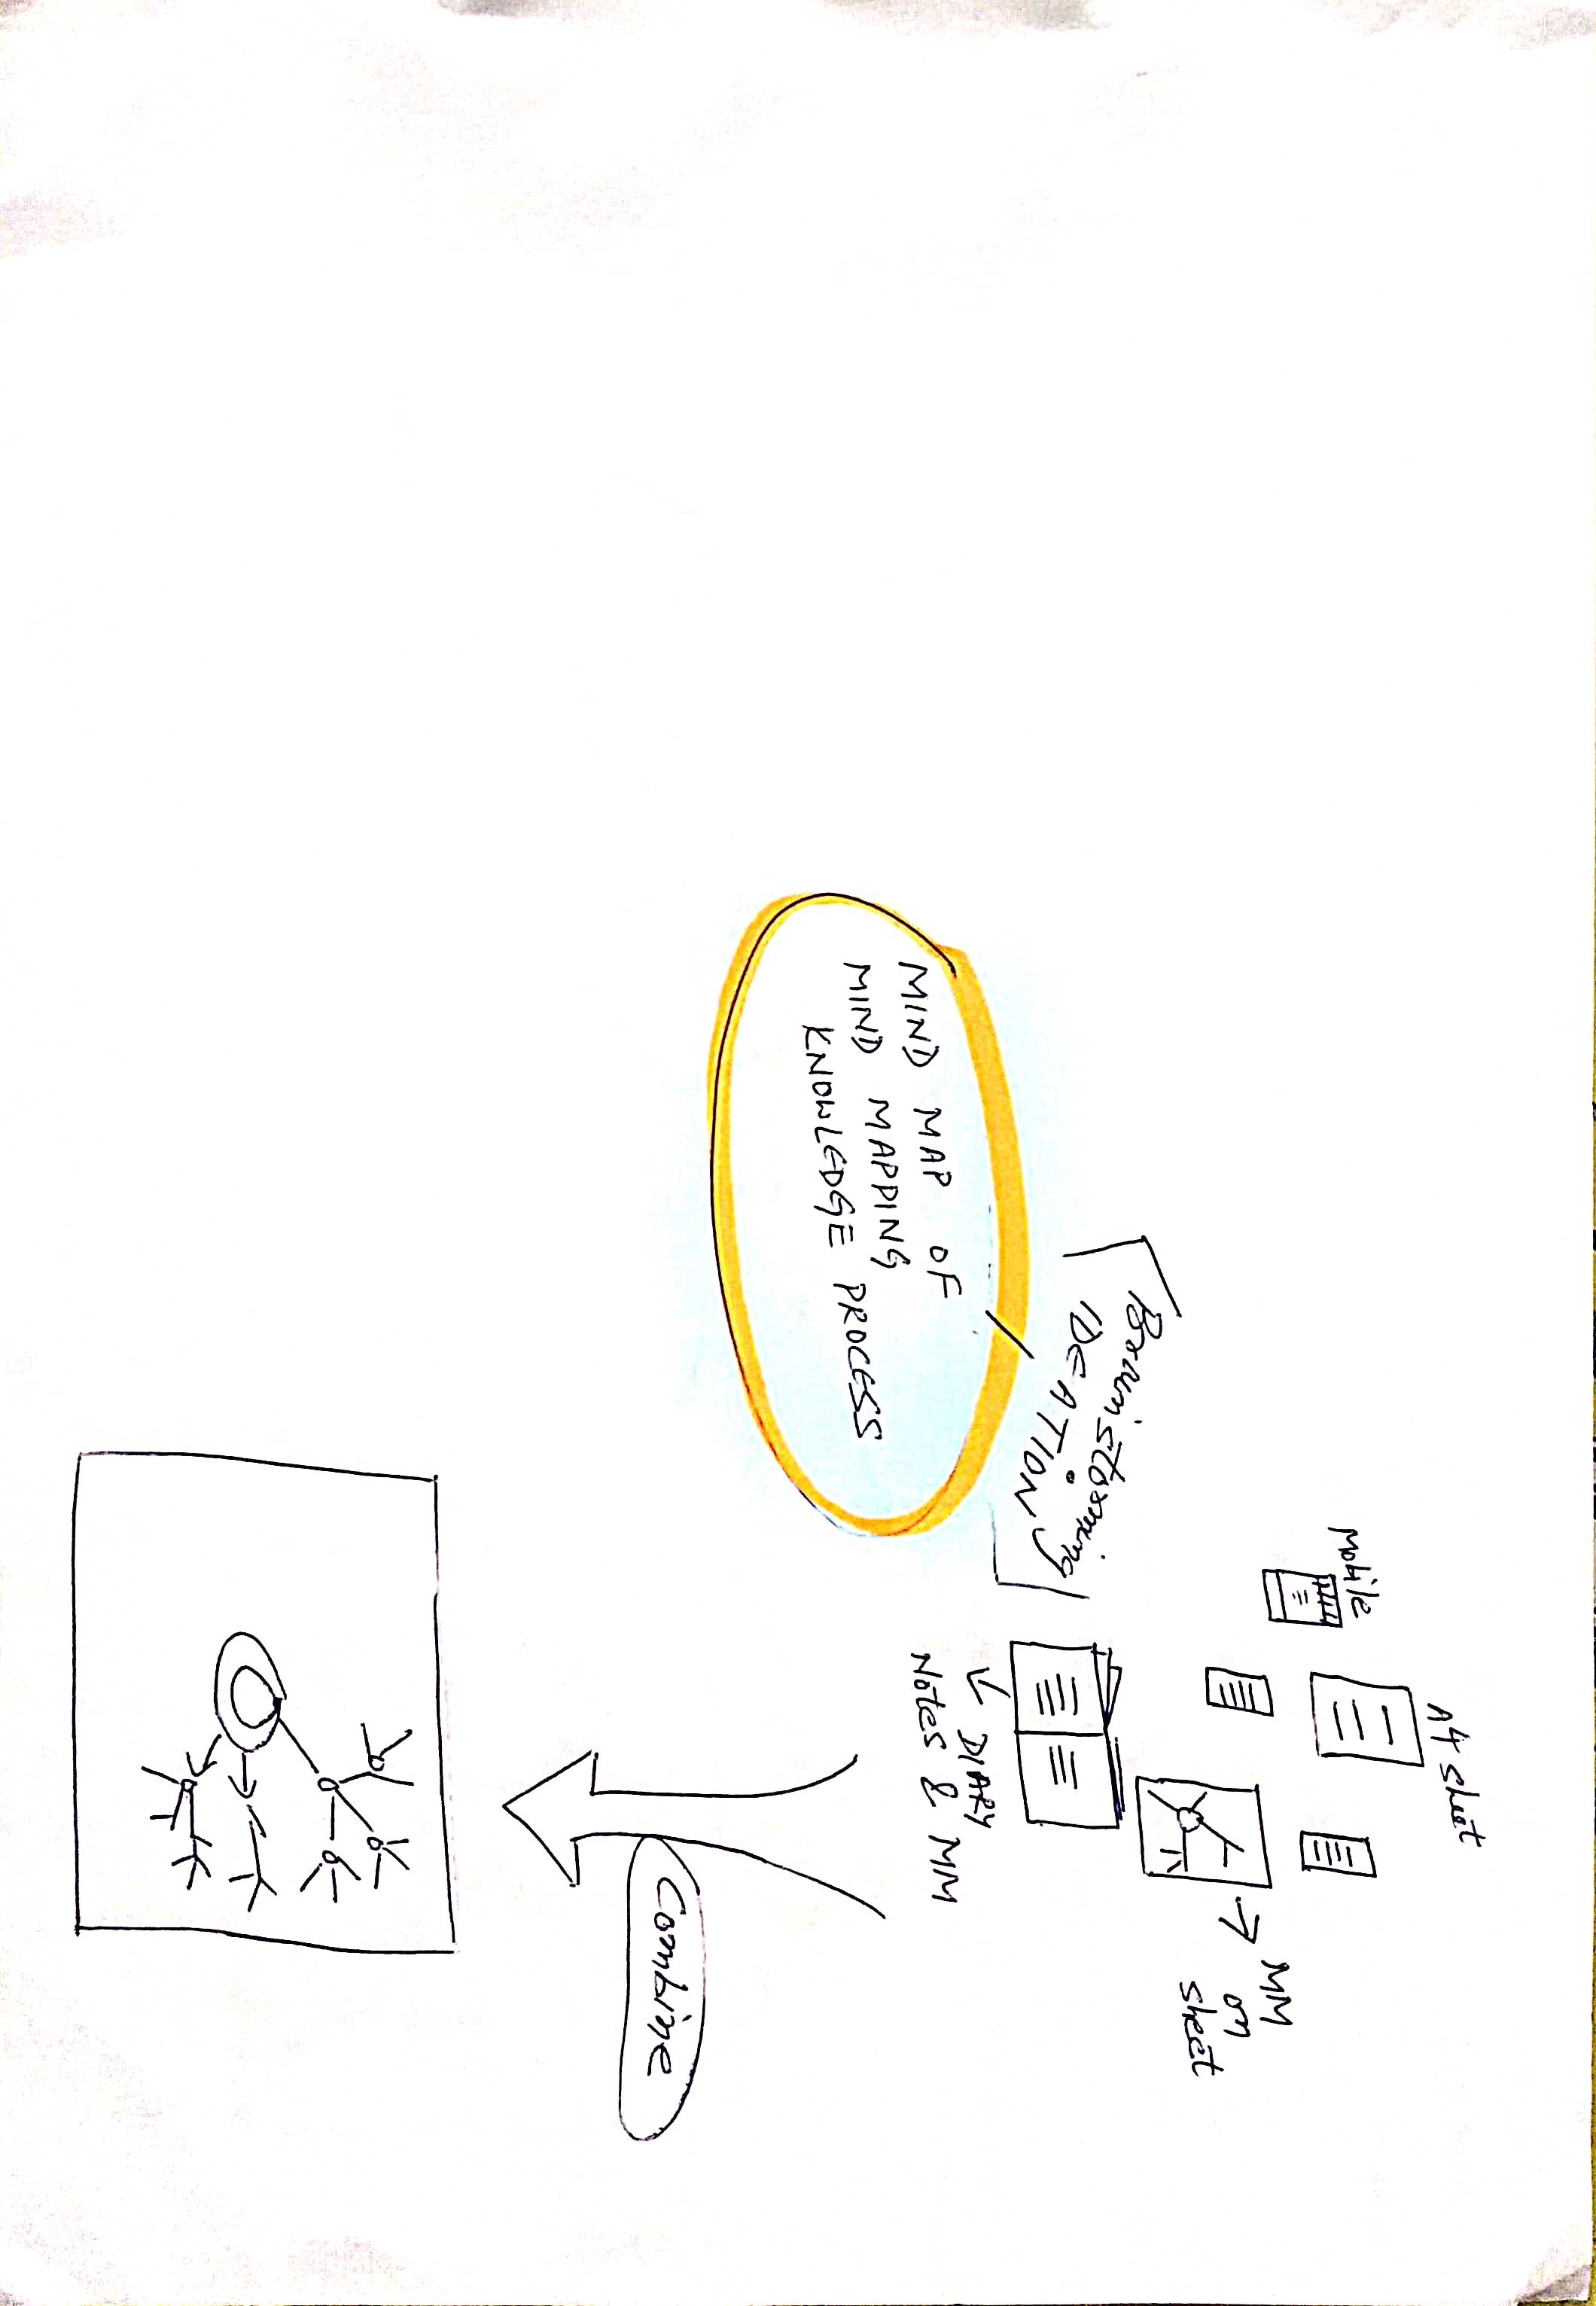 MIND MAP OF
MIND MAPPING
KNOWLEDGE PROCESS
Brainstorming
IDEATION
Mobile
A4 sheet
MM
on
sheet
DIARY
Notes & MM
Combine